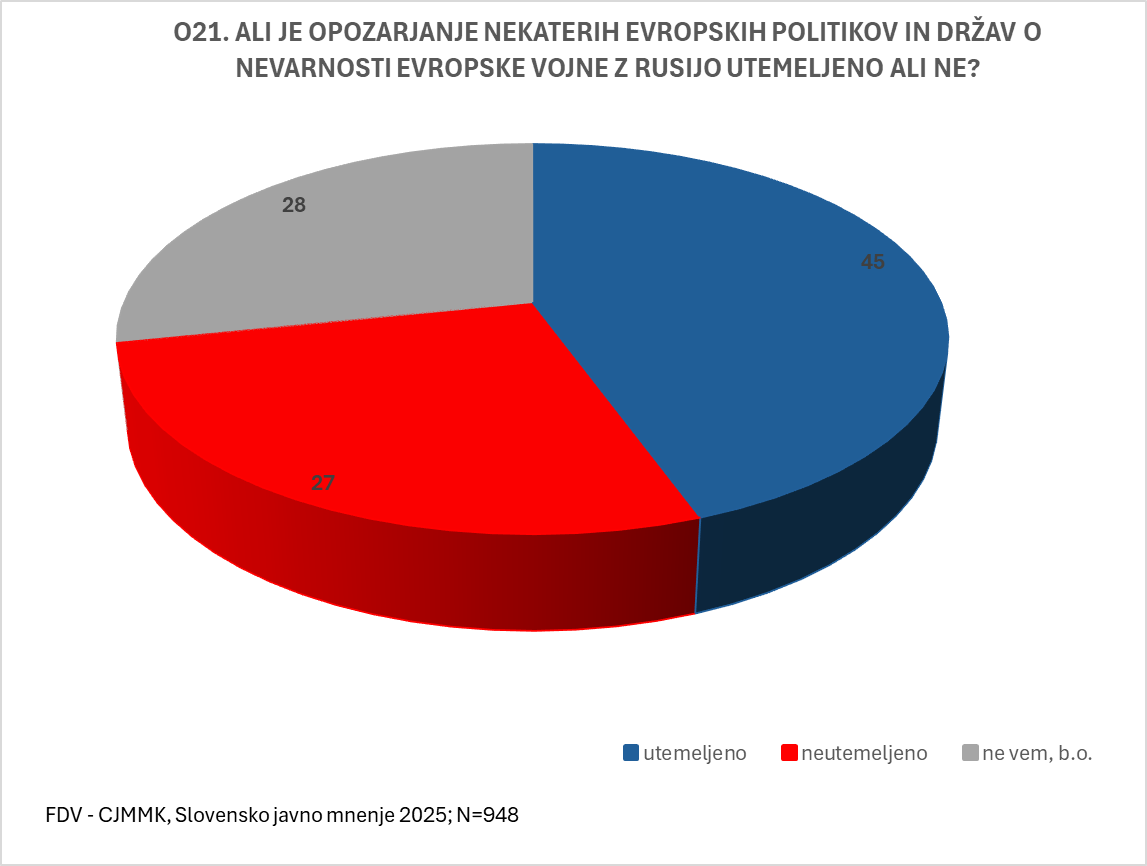 O21. ALI JE OPOZARJANJE NEKATERIH EVROPSKIH POLITIKOV IN DRŽAV O
NEVARNOSTI EVROPSKE VOJNE Z RUSIJO UTEMELJENO ALI NE?
28
45
27
utemeljeno neutemeljeno ne vem, b.o.
FDV - CJMMK, Slovensko javno mnenje 2025; N=948